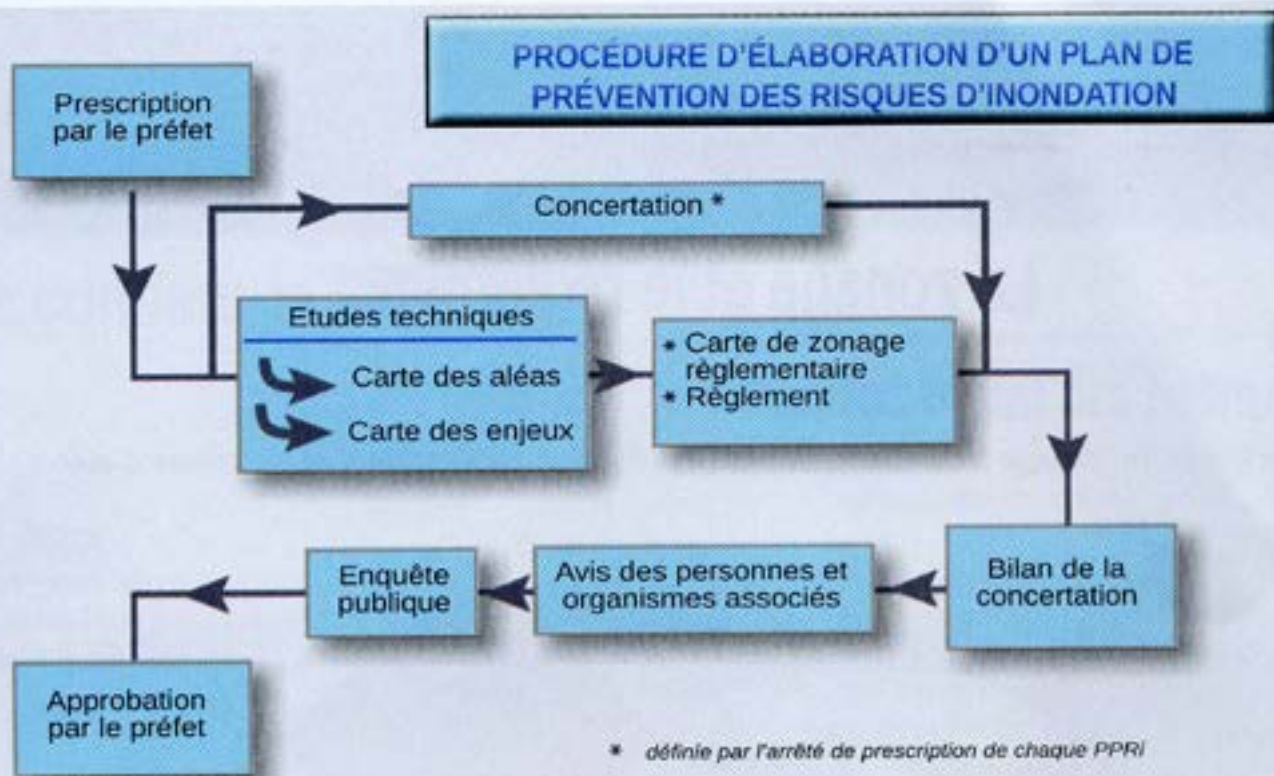 PROCÉDURE D'ÉLABORATION D'UN PLAN DE
PRÉVENTION DES RISQUES D'INONDATION
Prescription
par le préfet
Concertation *
Etudes techniques
Carte des aléas
Carte des enjeux
* Carte de zonage
règlementaire
* Règlement
Bilan de la
concertation
Avis des personnes et
organismes associés
Enquête
publique
Approbation
par le préfet
* définie par l'arrêté de prescription de chaque PPRi